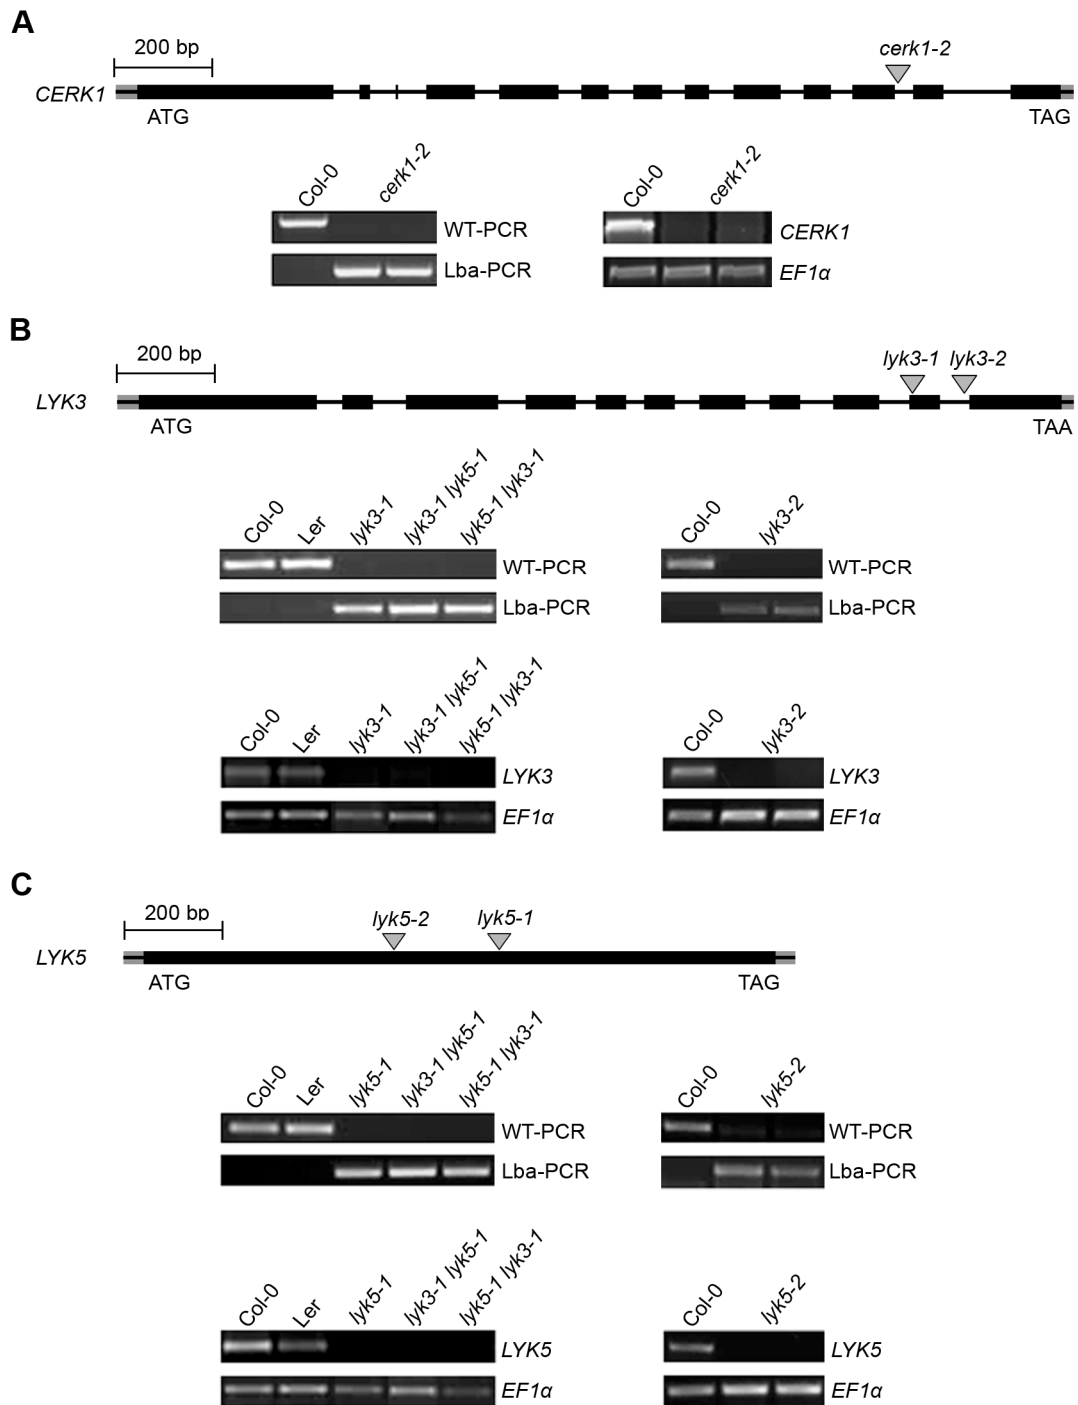 A
200 bp
cerk1-2
CERK1
ATG
TAG
Col-0
cerk1-2
WT-PCR
Lba-PCR
Col-0
cerk1-2
CERK1
EF1α
B
200 bp
lyk3-1
lyk3-2
LYK3
ATG
TAA
Col-0
Ler
lyk3-1
lyk3-1 lyk5-1
lyk5-1 lyk3-1
WT-PCR
Lba-PCR
Col-0
lyk3-2
WT-PCR
Lba-PCR
Col-0
Ler
lyk3-1
lyk3-1 lyk5-1
lyk5-1 lyk3-1
LYK3
EF1α
Col-0
lyk3-2
LYK3
EF1α
C
200 bp
lyk5-2
lyk5-1
LYK5
ATG
TAG
Col-0
Ler
lyk5-1
lyk3-1 lyk5-1
lyk5-1 lyk3-1
WT-PCR
Lba-PCR
Col-0
lyk5-2
WT-PCR
Lba-PCR
Col-0
Ler
lyk5-1
lyk3-1 lyk5-1
lyk5-1 lyk3-1
LYK5
EF1α
Col-0
lyk5-2
LYK5
EF1α